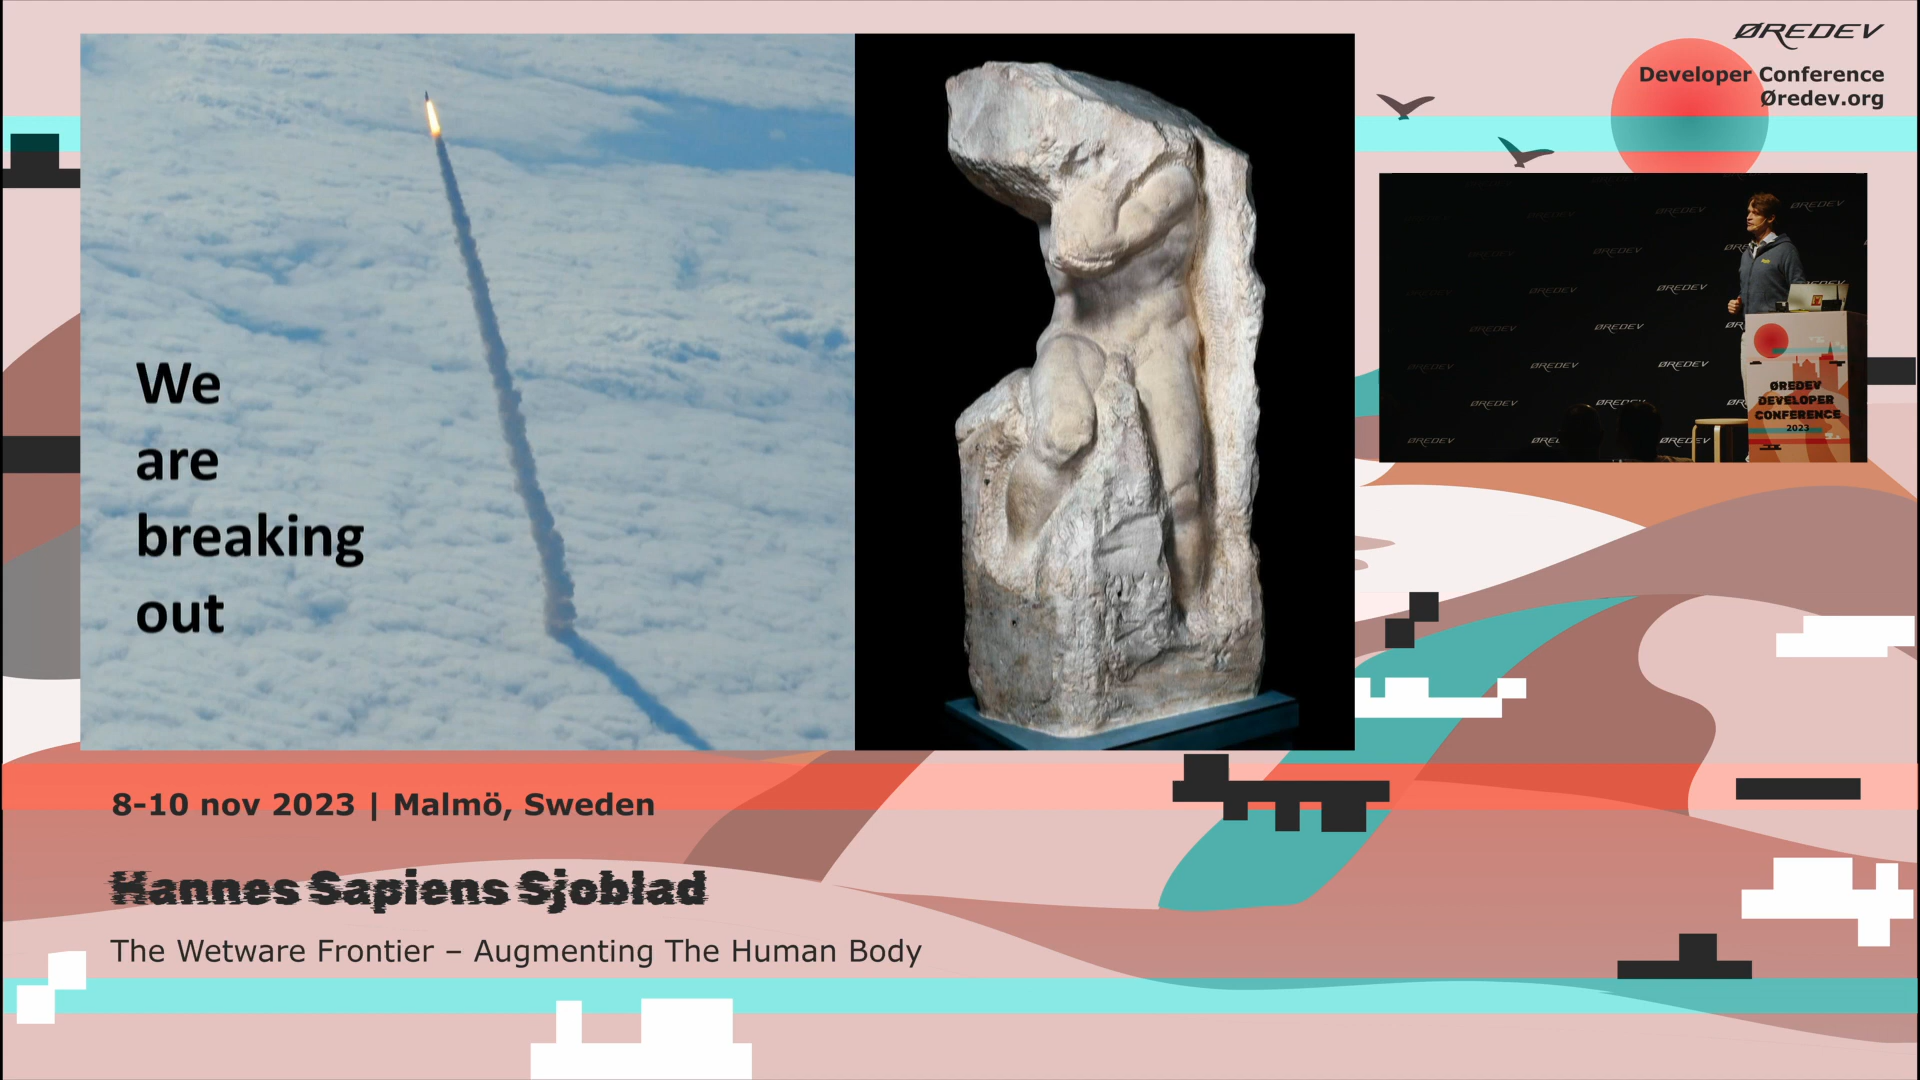 ØREDEV
Developer Conference
Øredev.org
We
are
breaking
out
ØREDEV
DEVELOPER
CONFERENCE
2023
8-10 nov 2023 | Malmö, Sweden
Hannes Sapiens Sjoblad
The Wetware Frontier – Augmenting The Human Body